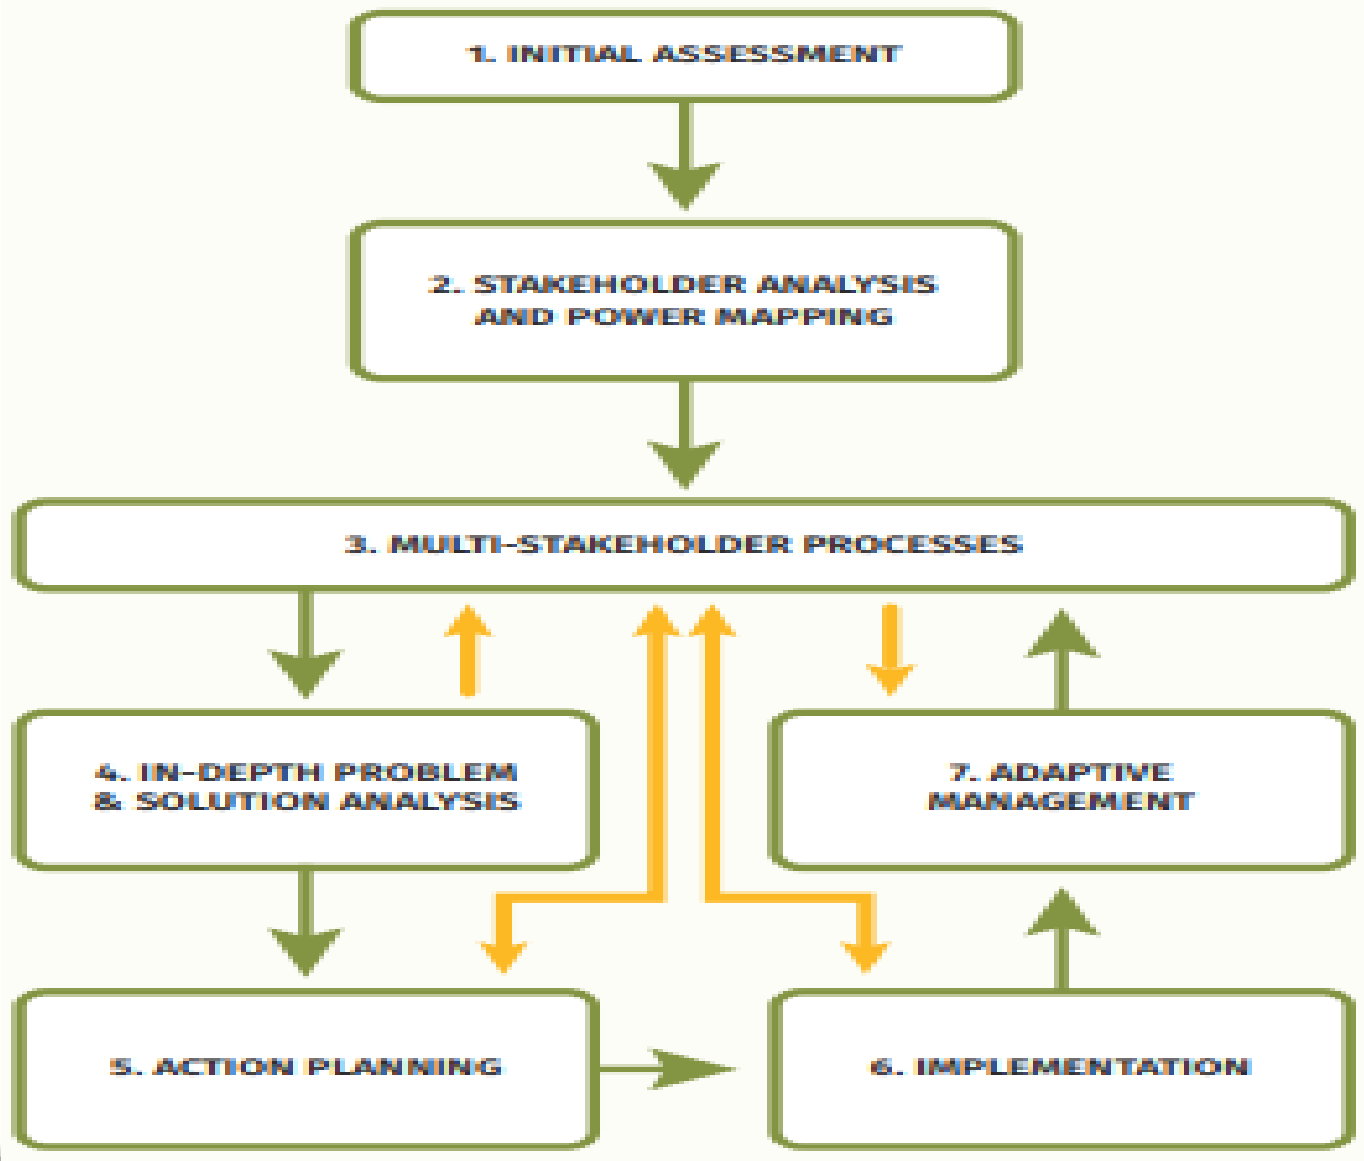 1. INITIAL ASSESSMENT
2. STAKEHOLDER ANALYSIS
AND POWER MAPPING
3. MULTI-STAKEHOLDER PROCESSES
4. IN-DEPTH PROBLEM
& SOLUTION ANALYSIS
7. ADAPTIVE
MANAGEMENT
5. ACTION PLANNING
6. IMPLEMENTATION